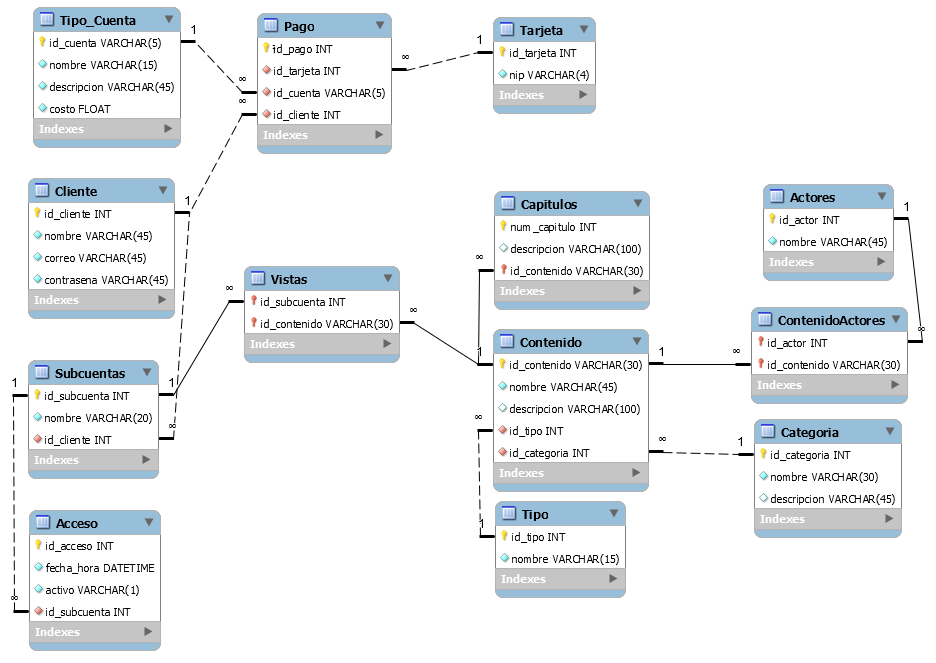 Tipo_Cuenta
id_cuenta VARCHAR(5)
nombre VARCHAR(15)
descripcion VARCHAR(45)
costo FLOAT
Indexes
Pago
id_pago INT
id_tarjeta INT
id_cuenta VARCHAR(5)
id_cliente INT
Indexes
Tarjeta
id_tarjeta INT
nip VARCHAR(4)
Indexes
1
∞
∞
∞
1
Cliente
id_cliente INT
nombre VARCHAR(45)
correo VARCHAR(45)
contrasena VARCHAR(45)
Indexes
1
Capitulos
num_capitulo INT
descripcion VARCHAR(100)
id_contenido VARCHAR(30)
Indexes
∞
Actores
id_actor INT
nombre VARCHAR(45)
Indexes
1
Vistas
id_subcuenta INT
id_contenido VARCHAR(30)
Indexes
∞
∞
Contenido
id_contenido VARCHAR(30)
nombre VARCHAR(45)
descripcion VARCHAR(100)
id_tipo INT
id_categoria INT
Indexes
1
1
∞
∞
ContenidoActores
id_actor INT
id_contenido VARCHAR(30)
Indexes
∞
∞
Subcuentas
id_subcuenta INT
nombre VARCHAR(20)
id_cliente INT
Indexes
1
1
∞
Categoria
id_categoria INT
nombre VARCHAR(30)
descripcion VARCHAR(45)
Indexes
1
Acceso
id_acceso INT
fecha_hora DATETIME
activo VARCHAR(1)
id_subcuenta INT
Indexes
∞
Tipo
id_tipo INT
nombre VARCHAR(15)
Indexes
1